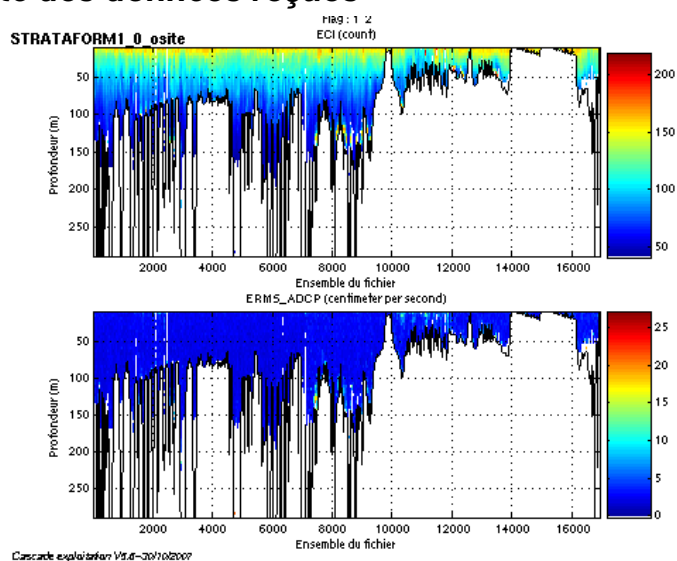 STRATAFORM1_0_osite
Flag : 1 2
ECI (count)
50
100
150
200
250
Profondeur (m)
2000 4000 6000 8000 10000 12000 14000 16000
Ensemble du fichier
200
150
100
50
ERMS_ADCP (centimeter per second)
50
100
150
200
250
Profondeur (m)
2000 4000 6000 8000 10000 12000 14000 16000
Ensemble du fichier
25
20
15
10
5
0
Cascade exploitation V5.6-30/10/2007